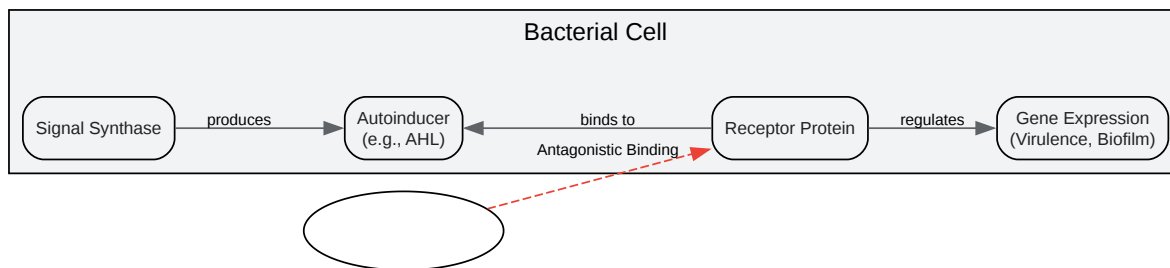 Bacterial Cell
Signal Synthase
produces
Autoinducer
(e.g., AHL)
binds to
Receptor Protein
regulates
Gene Expression
(Virulence, Biofilm)
Antagonistic Binding